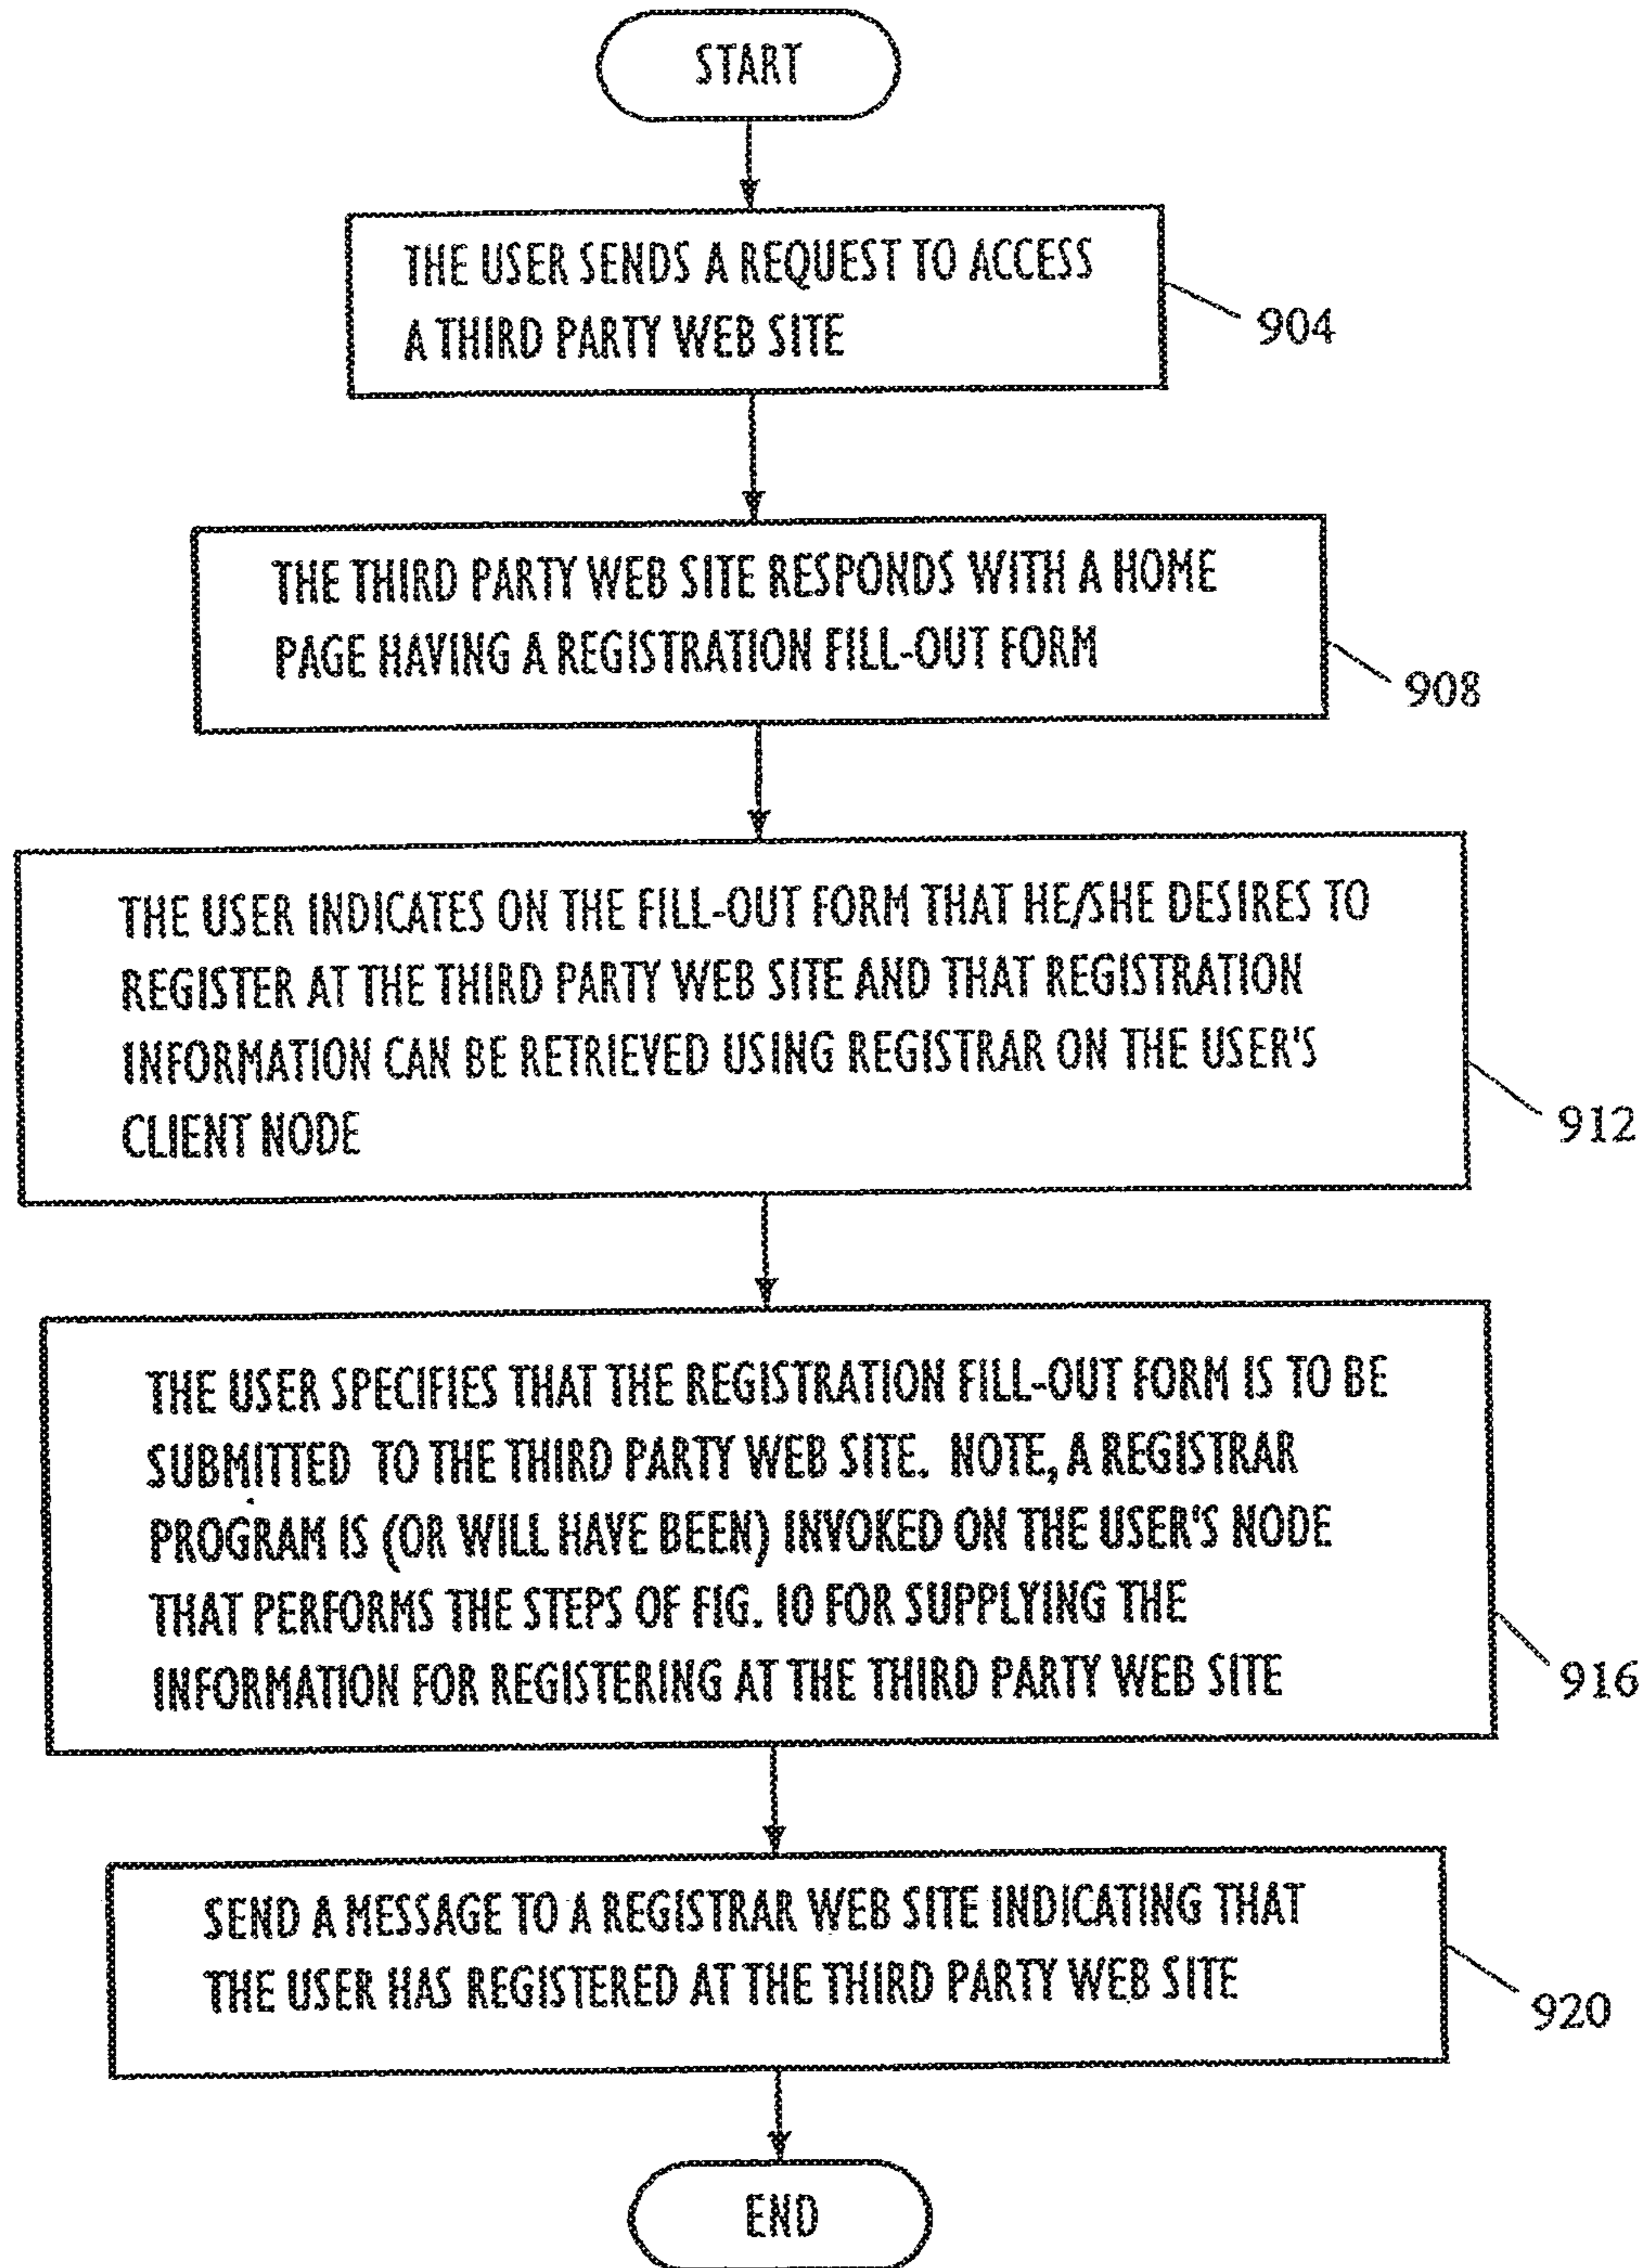 START
THE USER SENDS A REQUEST TO ACCESS
A THIRD PARTY WEB SITE
904
THE THIRD PARTY WEB SITE RESPONDS WITH A HOME
PAGE HAVING A REGISTRATION FILL-OUT FORM
908
THE USER INDICATES ON THE FILL-OUT FORM THAT HE/SHE DESIRES TO
REGISTER AT THE THIRD PARTY WEB SITE AND THAT REGISTRATION
INFORMATION CAN BE RETRIEVED USING REGISTRAR ON THE USER'S
CLIENT NODE
912
THE USER SPECIFIES THAT THE REGISTRATION FILL-OUT FORM IS TO BE
SUBMITTED TO THE THIRD PARTY WEB SITE. NOTE, A REGISTRAR
PROGRAM IS (OR WILL HAVE BEEN) INVOKED ON THE USER'S NODE
THAT PERFORMS THE STEPS OF FIG. 10 FOR SUPPLYING THE
INFORMATION FOR REGISTERING AT THE THIRD PARTY WEB SITE
916
SEND A MESSAGE TO A REGISTRAR WEB SITE INDICATING THAT
THE USER HAS REGISTERED AT THE THIRD PARTY WEB SITE
920
END